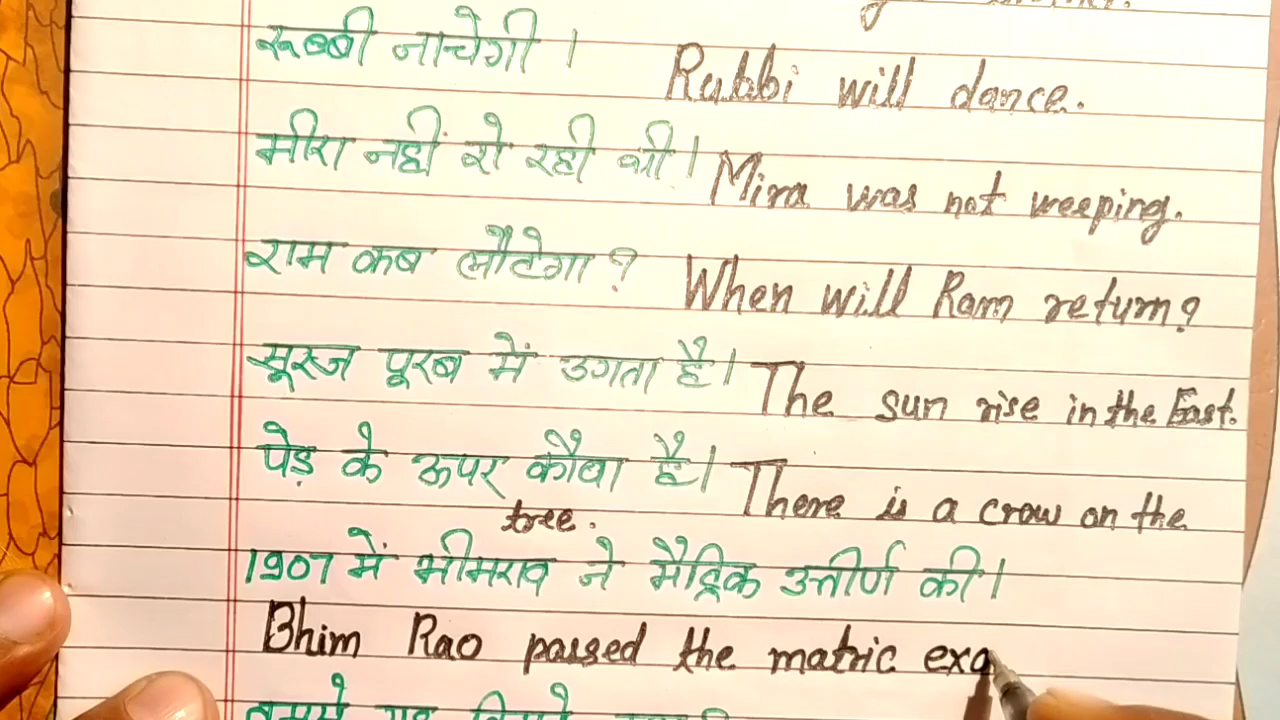 रूब्बी नाचेगी। Rubbi will dance.
मीरा नहीं रो रही थी। Mira was not weeping.
राम कब लौटेगा? When will Ram return?
सूरज पूरब में उगता है। The sun rise in the East.
पेड़ के ऊपर कौवा है। There is a crow on the
tree.
1907 में भीमराव ने मैट्रिक उत्तीर्ण की।
Bhim Rao passed the matric exa